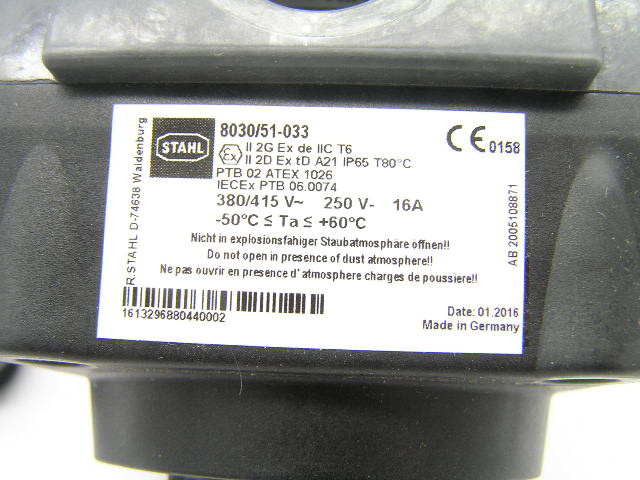 R.STAHL D-74638 Waldenburg
STAHL
8030/51-033
Ex II 2G Ex de IIC T6
II 2D Ex tD A21 IP65 T80°C
PTB 02 ATEX 1026
IECEx PTB 06.0074
380/415 V~ 250 V- 16A
-50°C ≤ Ta ≤ +60°C
CE 0158
AB 2005108871
Nicht in explosionsfähiger Staubatmosphäre öffnen!!
Do not open in presence of dust atmosphere!!
Ne pas ouvrir en presence d'atmosphere charges de poussiere!!
1613296880440002
Date: 01.2016
Made in Germany